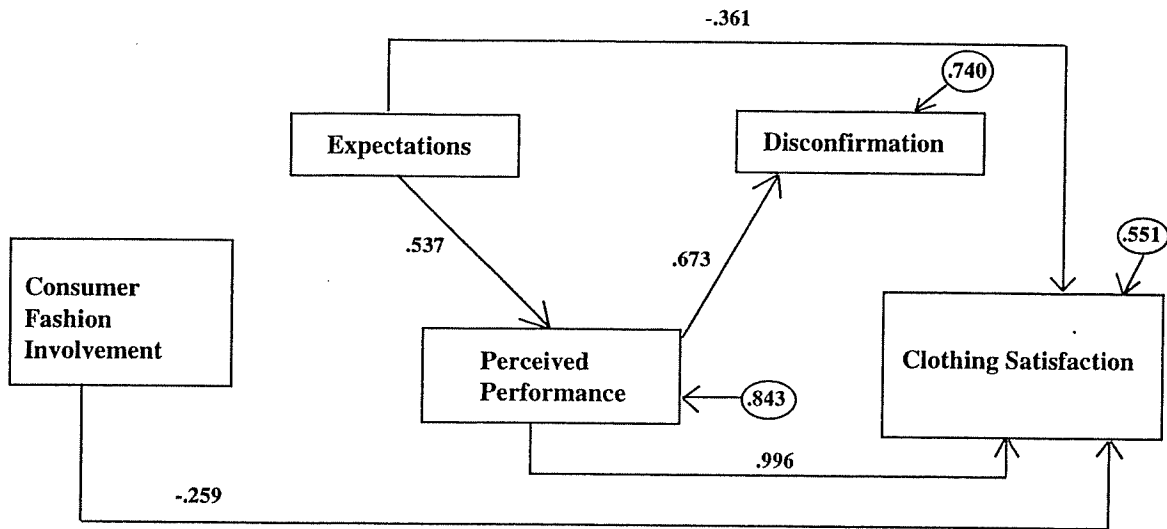 -.361
.740
Expectations
Disconfirmation
.537
.673
.551
Consumer
Fashion
Involvement
Perceived
Performance
Clothing Satisfaction
.843
.996
-.259